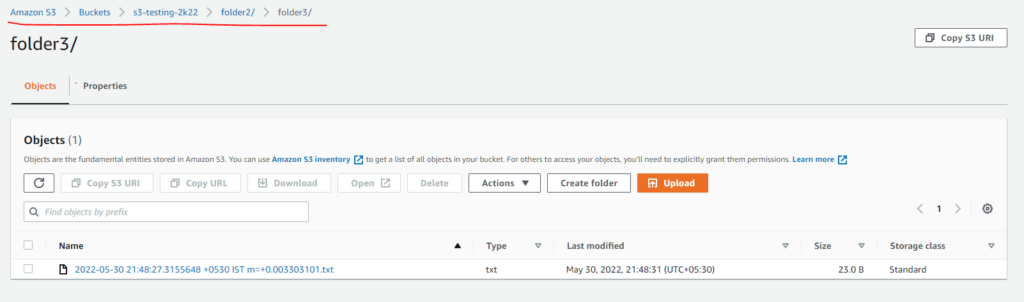 Amazon S3 > Buckets > s3-testing-2k22 > folder2/ > folder3/
folder3/
Copy S3 URI
Objects Properties
Objects (1)
Objects are the fundamental entities stored in Amazon S3. You can use Amazon S3 inventory to get a list of all objects in your bucket. For others to access your objects, you'll need to explicitly grant them permissions. Learn more
Copy S3 URI Copy URL Download Open Delete Actions Create folder Upload
Find objects by prefix
1
Name Type Last modified Size Storage class
2022-05-30 21:48:27.3155648 +0530 IST m=+0.003303101.txt txt May 30, 2022, 21:48:31 (UTC+05:30) 23.0 B Standard